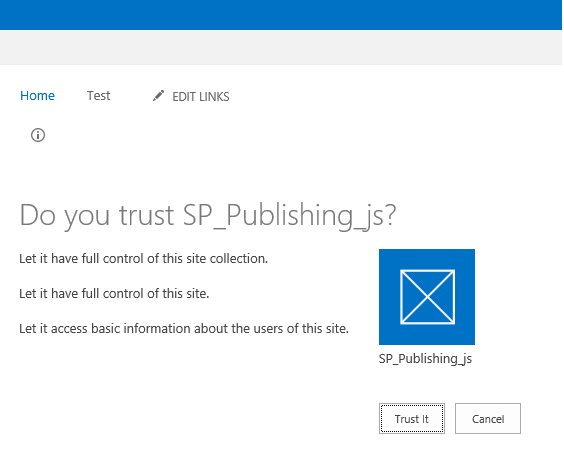 Home Test EDIT LINKS
Do you trust SP_Publishing_js?
Let it have full control of this site collection.
Let it have full control of this site.
Let it access basic information about the users of this site.
SP_Publishing_js
Trust It Cancel